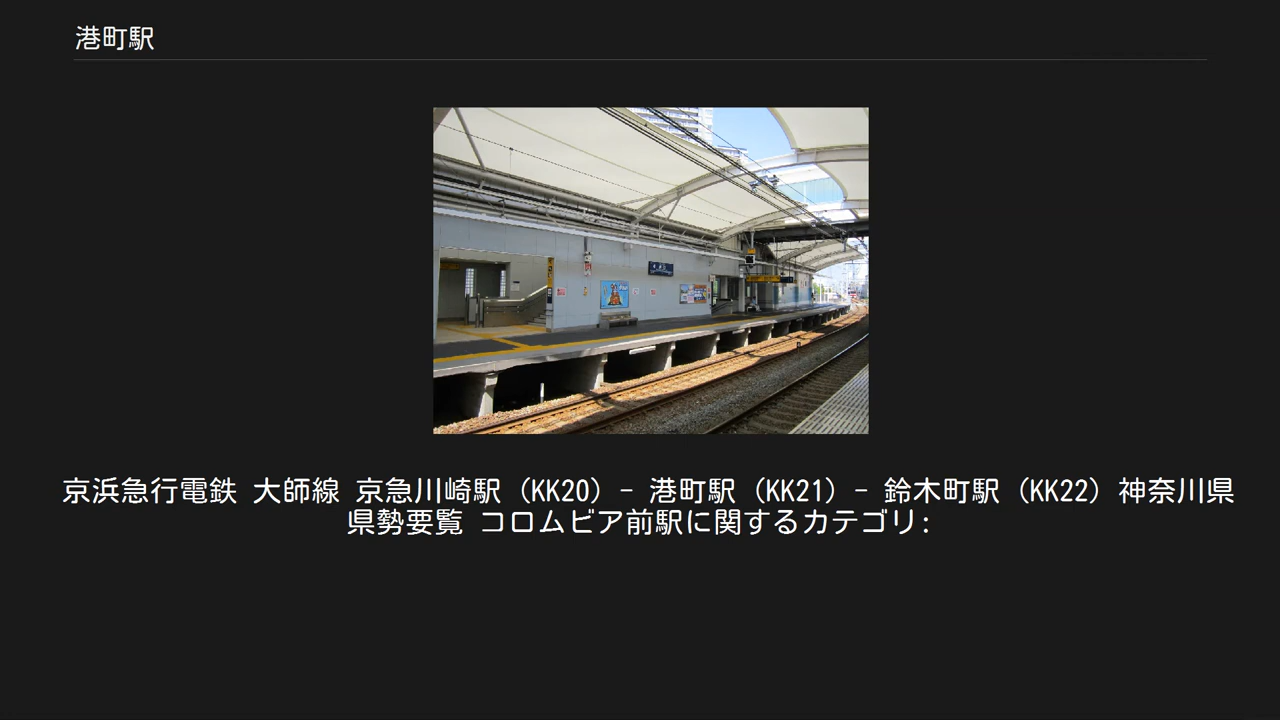 港町駅
京浜急行電鉄 大師線 京急川崎駅（KK20）- 港町駅（KK21）- 鈴木町駅（KK22）神奈川県
県勢要覧 コロムビア前駅に関するカテゴリ: